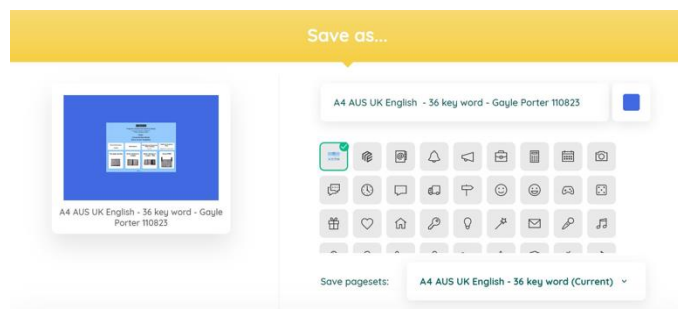 Save as...
A4 AUS UK English - 36 key word - Gayle Porter 110823
A4 AUS UK English - 36 key word - Gayle
Porter 110823
Save pagesets:
A4 AUS UK English - 36 key word (Current)